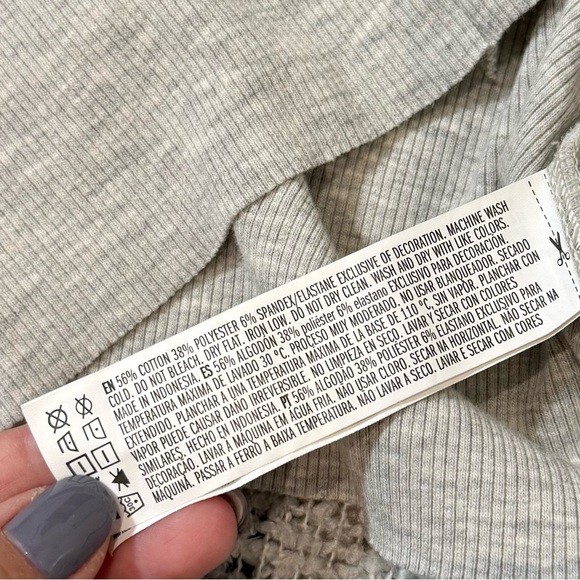 EN 56% COTTON 38% POLYESTER 6% SPANDEX/ELASTANE EXCLUSIVE OF DECORATION. MACHINE WASH
COLD. DO NOT BLEACH. DRY FLAT. IRON LOW. DO NOT DRY CLEAN. WASH AND DRY WITH LIKE COLORS.
MADE IN INDONESIA. ES 56% ALGODÓN 38% poliéster 6% elastano EXCLUSIVO PARA DECORACION.
TEMPERATURA MÁXIMA DE LAVADO 30 °C. PROCESO MUY MODERADO. NO USAR BLANQUEADOR. SECADO
EXTENDIDO. PLANCHAR A UNA TEMPERATURA MÁXIMA DE LA BASE DE 110 °C, SIN VAPOR. PLANCHAR CON
VAPOR PUEDE CAUSAR DAÑO IRREVERSIBLE. NO LIMPIEZA EN SECO. LAVAR Y SECAR CON COLORES
SIMILARES. HECHO EN INDONESIA. PT 56% ALGODÃO 38% POLIÉSTER 6% ELASTANO EXCLUSIVO PARA
DECORAÇÃO. LAVAR À MAQUINA EM ÁGUA FRIA. NÃO USAR CLORO. SECAR NA HORIZONTAL. NÃO SECAR NA
MAQUINA. PASSAR A FERRO A BAIXA TEMPERATURA. NÃO LAVAR A SECO. LAVAR E SECAR COM CORES
30C